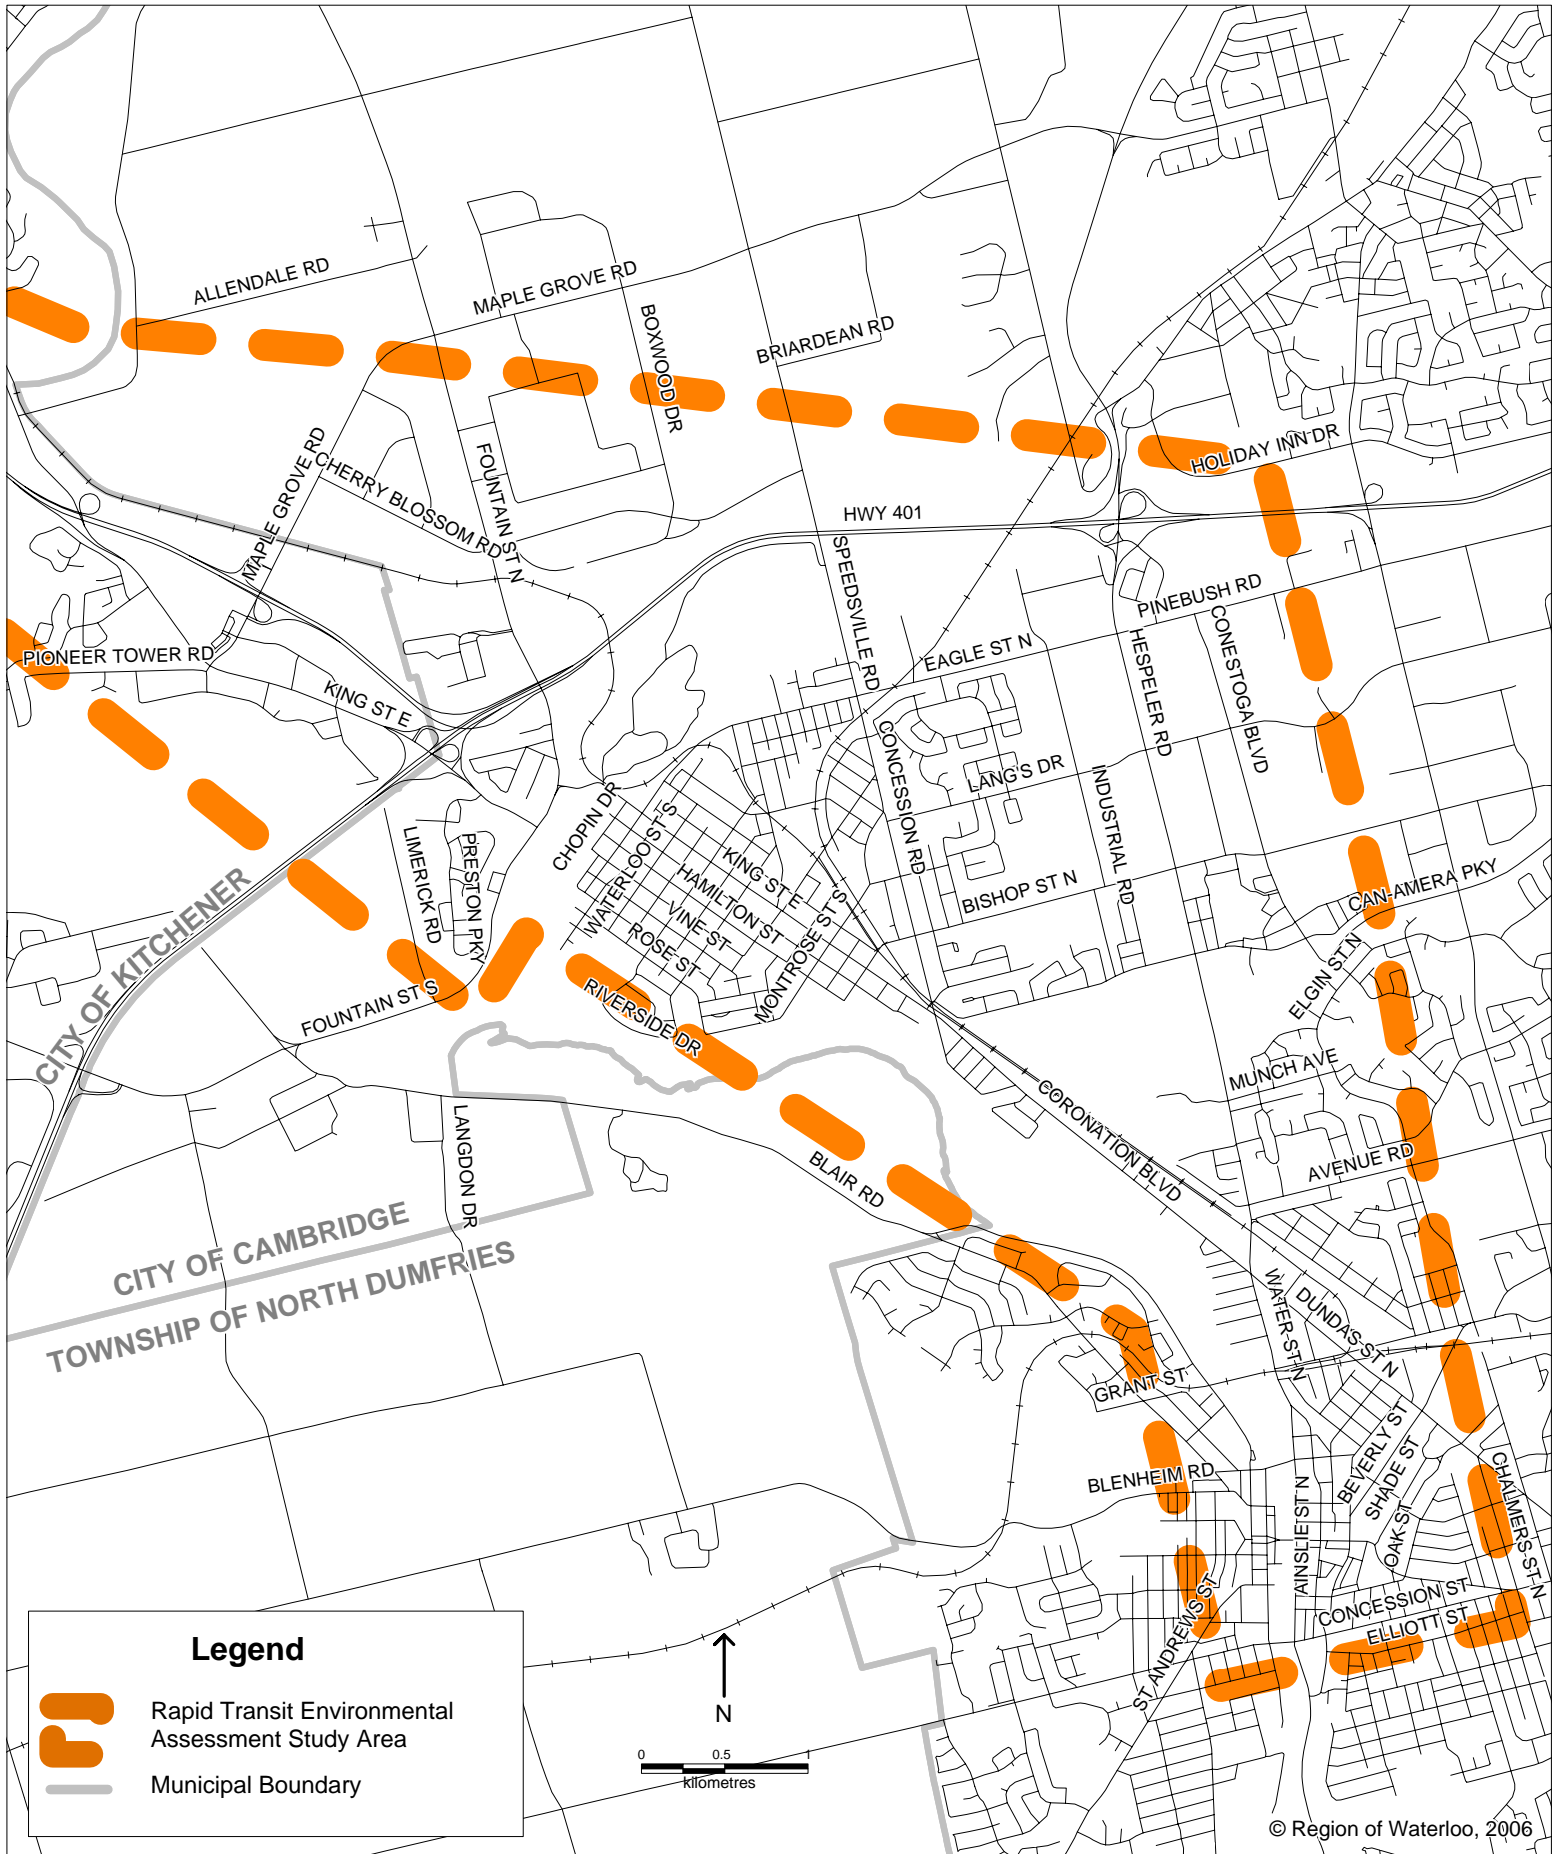 ALLENDALE RD
MAPLE GROVE RD
BOXWOOD DR
BRIARDEAN RD
HOLIDAY INN DR
FOUNTAIN ST N
CHERRY BLOSSOM RD
MAPLE GROVE RD
HWY 401
SPEEDSVILLE RD
PINEBUSH RD
EAGLE ST N
HESPELER RD
CONESTOGA BLVD
PIONEER TOWER RD
KING ST E
CONCESSION RD
LANG'S DR
INDUSTRIAL RD
CHOPIN DR
WATERLOO ST S
LIMERICK RD
PRESTON PKY
KING ST E
HAMILTON ST
VINE ST
ROSE ST
MONTROSE ST S
BISHOP ST N
CAN-AMERA PKY
ELGIN ST N
CITY OF KITCHENER
FOUNTAIN ST S
RIVERSIDE DR
MUNCH AVE
CORONATION BLVD
LANGDON DR
BLAIR RD
AVENUE RD
CITY OF CAMBRIDGE
TOWNSHIP OF NORTH DUMFRIES
WATER ST N
DUNDAS ST N
GRANT ST
BEVERLY ST
SHADE ST
OAK ST
BLENHEIM RD
AINSLIE ST N
CHALMERS ST N
CONCESSION ST
ELLIOTT ST
ST ANDREWS ST
Legend
Rapid Transit Environmental
Assessment Study Area
Municipal Boundary
N
0 0.5 1
kilometres
© Region of Waterloo, 2006